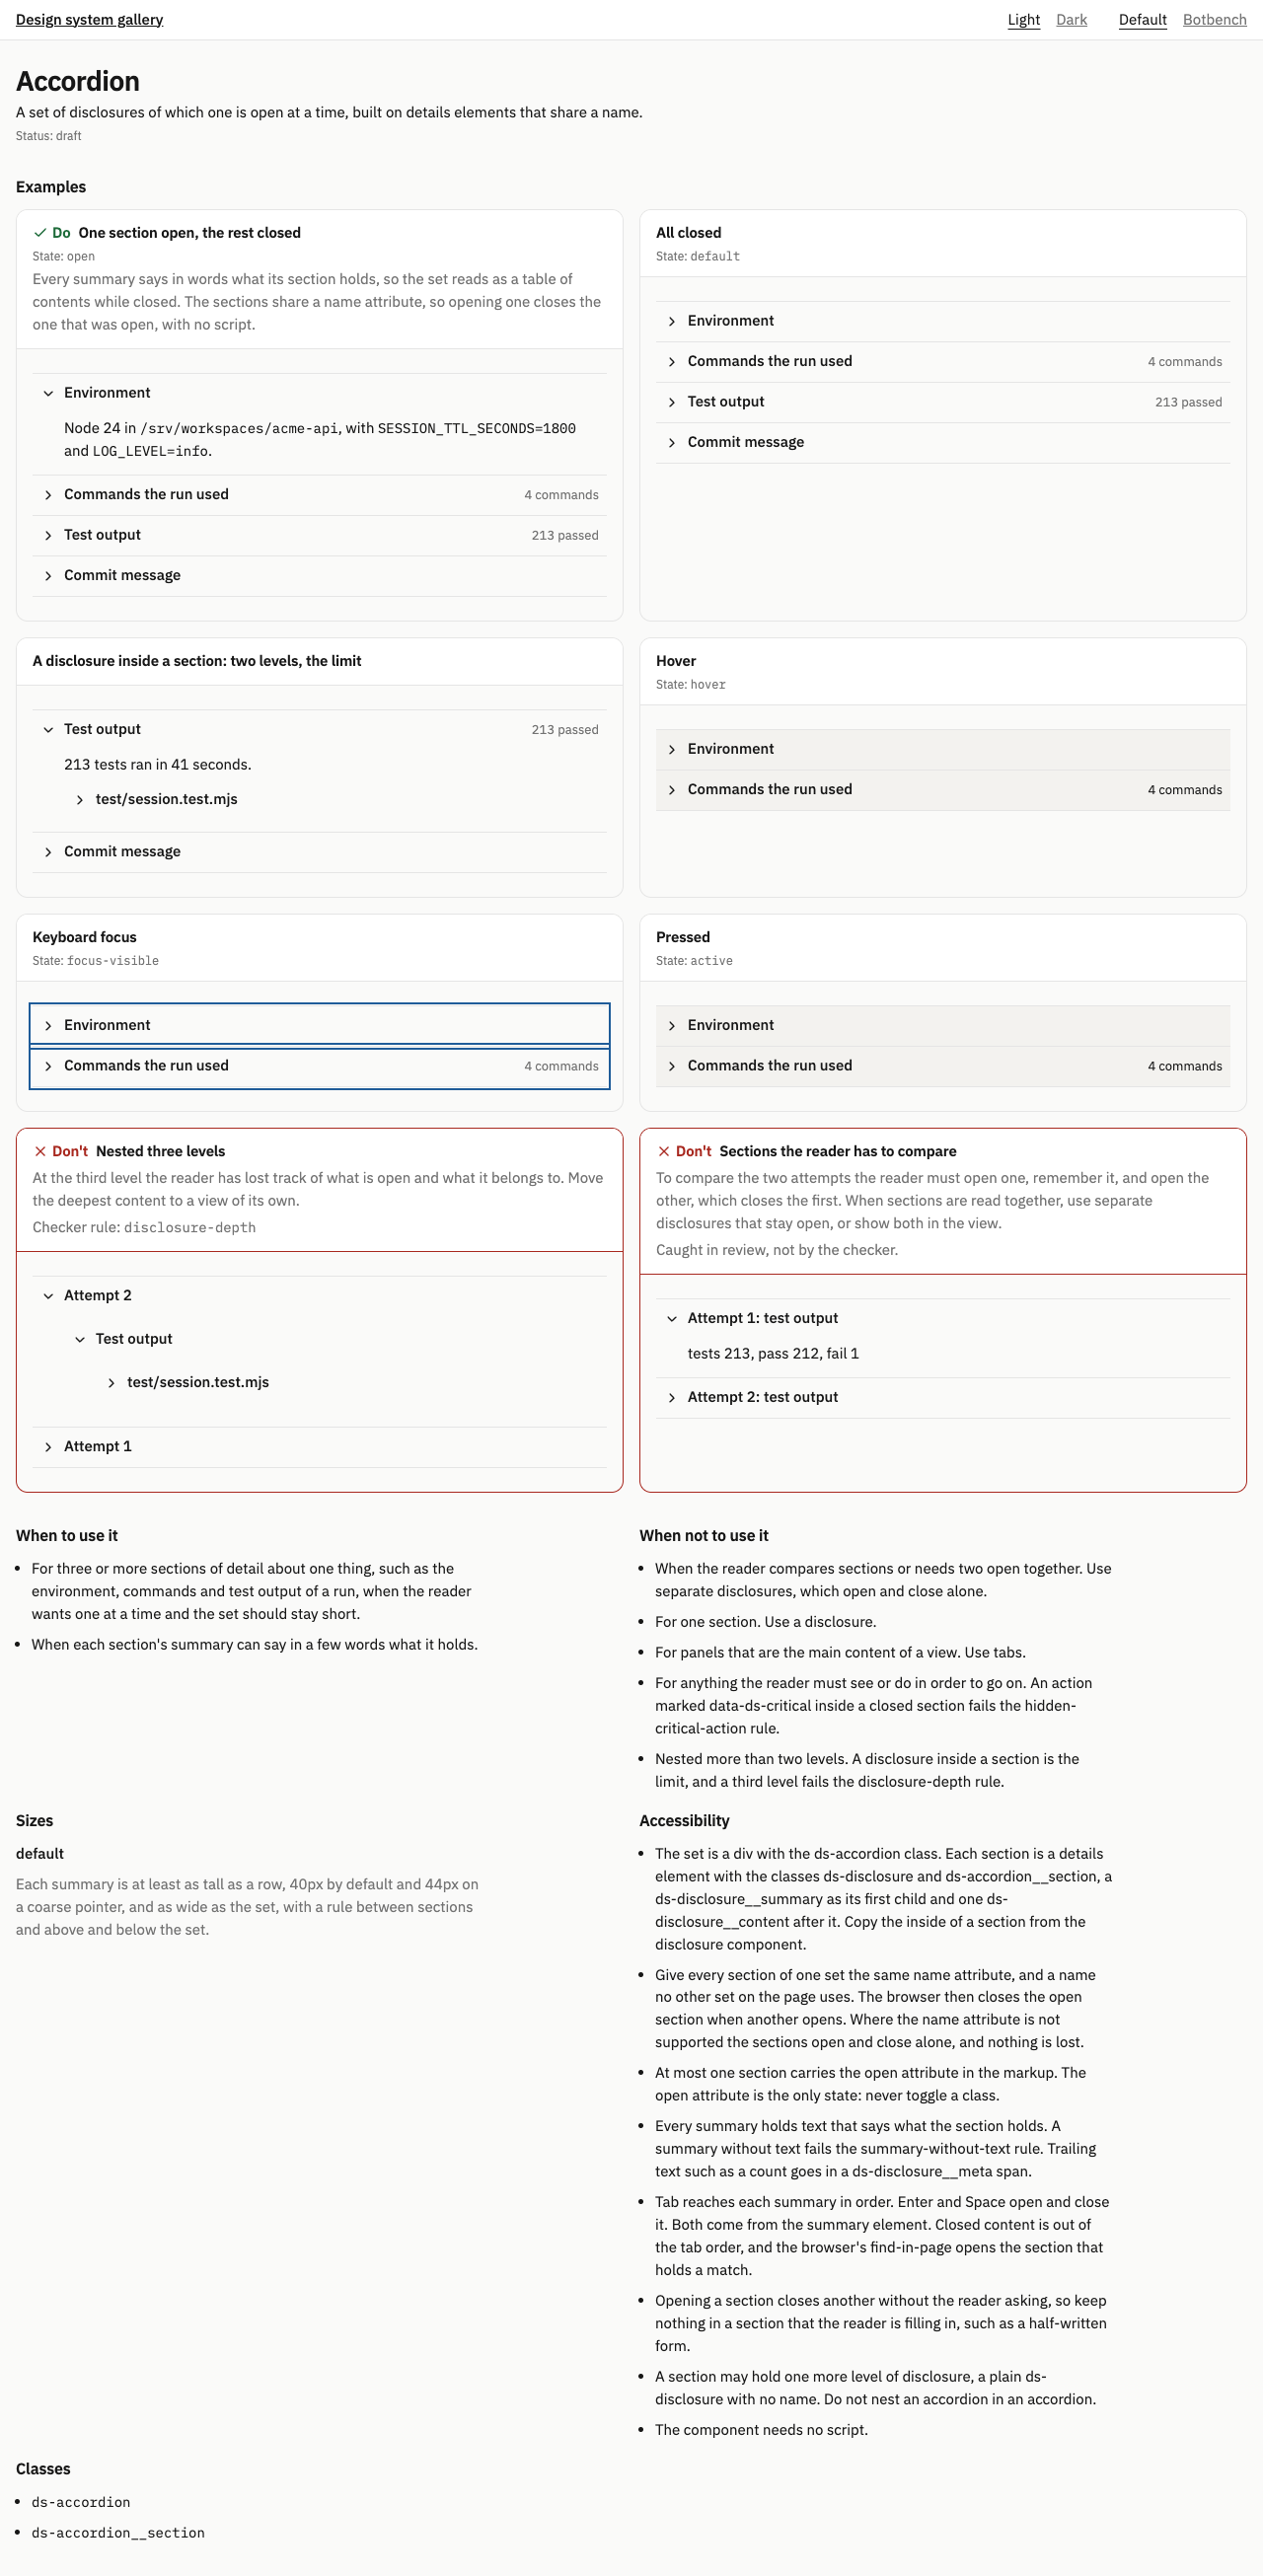 Design system gallery
Light Dark Default Botbench
Accordion
A set of disclosures of which one is open at a time, built on details elements that share a name.
Status: draft
Examples
Do One section open, the rest closed
State: open
Every summary says in words what its section holds, so the set reads as a table of
contents while closed. The sections share a name attribute, so opening one closes the
one that was open, with no script.
Environment
Node 24 in /srv/workspaces/acme-api, with SESSION_TTL_SECONDS=1800
and LOG_LEVEL=info.
Commands the run used 4 commands
Test output 213 passed
Commit message
All closed
State: default
Environment
Commands the run used 4 commands
Test output 213 passed
Commit message
A disclosure inside a section: two levels, the limit
Test output 213 passed
213 tests ran in 41 seconds.
test/session.test.mjs
Commit message
Hover
State: hover
Environment
Commands the run used 4 commands
Keyboard focus
State: focus-visible
Environment
Commands the run used 4 commands
Pressed
State: active
Environment
Commands the run used 4 commands
Don't Nested three levels
At the third level the reader has lost track of what is open and what it belongs to. Move
the deepest content to a view of its own.
Checker rule: disclosure-depth
Attempt 2
Test output
test/session.test.mjs
Attempt 1
Don't Sections the reader has to compare
To compare the two attempts the reader must open one, remember it, and open the
other, which closes the first. When sections are read together, use separate
disclosures that stay open, or show both in the view.
Caught in review, not by the checker.
Attempt 1: test output
tests 213, pass 212, fail 1
Attempt 2: test output
When to use it
For three or more sections of detail about one thing, such as the
environment, commands and test output of a run, when the reader
wants one at a time and the set should stay short.
When each section's summary can say in a few words what it holds.
When not to use it
When the reader compares sections or needs two open together. Use
separate disclosures, which open and close alone.
For one section. Use a disclosure.
For panels that are the main content of a view. Use tabs.
For anything the reader must see or do in order to go on. An action
marked data-ds-critical inside a closed section fails the hidden-
critical-action rule.
Nested more than two levels. A disclosure inside a section is the
limit, and a third level fails the disclosure-depth rule.
Sizes
default
Each summary is at least as tall as a row, 40px by default and 44px on
a coarse pointer, and as wide as the set, with a rule between sections
and above and below the set.
Accessibility
The set is a div with the ds-accordion class. Each section is a details
element with the classes ds-disclosure and ds-accordion__section, a
ds-disclosure__summary as its first child and one ds-
disclosure__content after it. Copy the inside of a section from the
disclosure component.
Give every section of one set the same name attribute, and a name
no other set on the page uses. The browser then closes the open
section when another opens. Where the name attribute is not
supported the sections open and close alone, and nothing is lost.
At most one section carries the open attribute in the markup. The
open attribute is the only state: never toggle a class.
Every summary holds text that says what the section holds. A
summary without text fails the summary-without-text rule. Trailing
text such as a count goes in a ds-disclosure__meta span.
Tab reaches each summary in order. Enter and Space open and close
it. Both come from the summary element. Closed content is out of
the tab order, and the browser's find-in-page opens the section that
holds a match.
Opening a section closes another without the reader asking, so keep
nothing in a section that the reader is filling in, such as a half-written
form.
A section may hold one more level of disclosure, a plain ds-
disclosure with no name. Do not nest an accordion in an accordion.
The component needs no script.
Classes
ds-accordion
ds-accordion__section